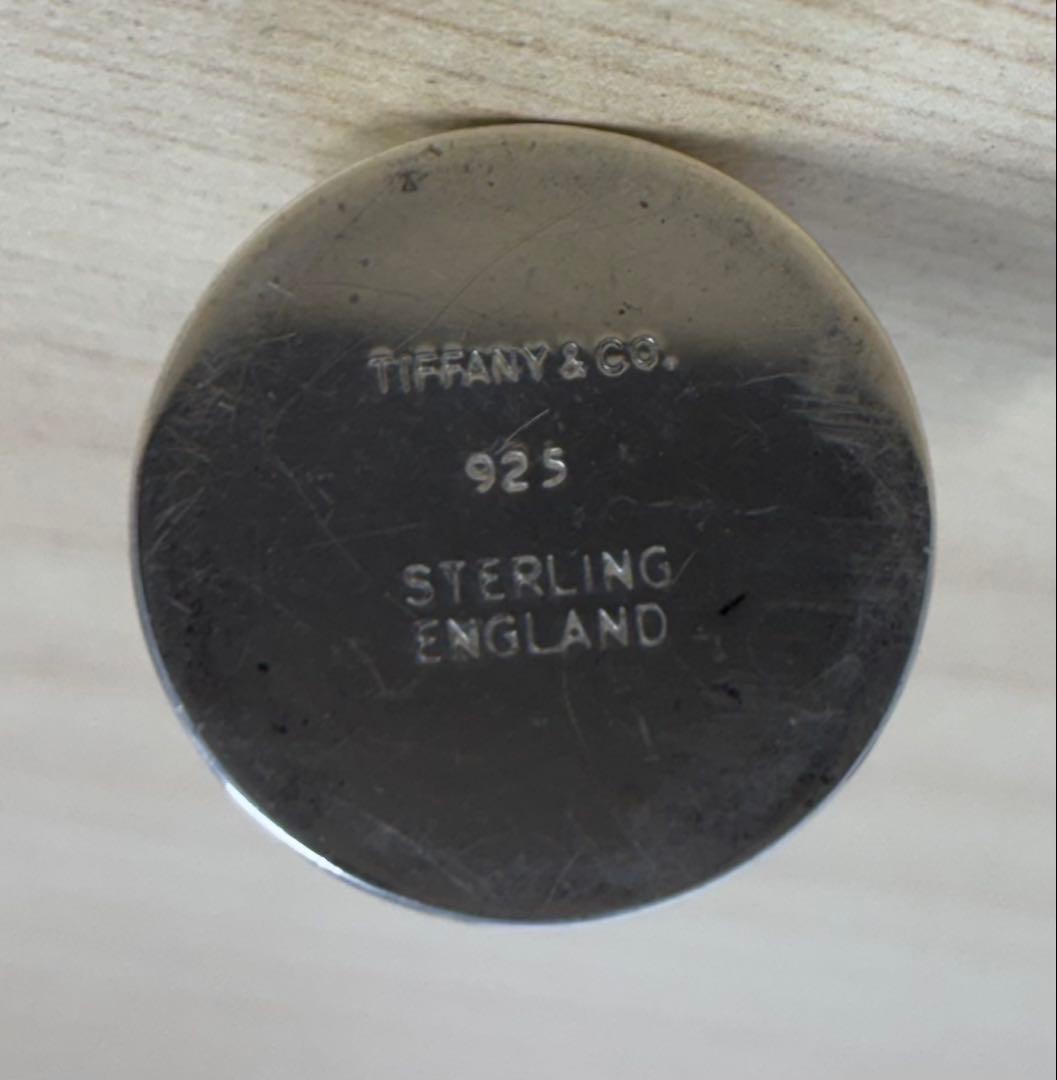 TIFFANY & CO.
925
STERLING
ENGLAND